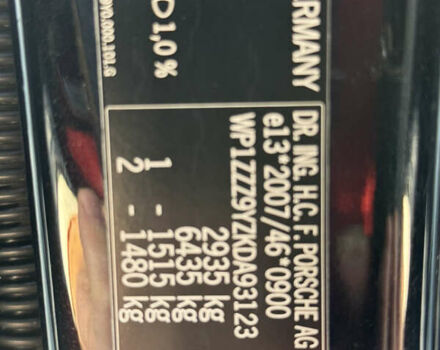 DR. ING. H.C. F. PORSCHE AG
e13*2007/46*0900
WP1ZZZ9YZKDA93123
2935 kg
6435 kg
1 - 1515 kg
2 - 1480 kg
ERMANY
D 1,0 %